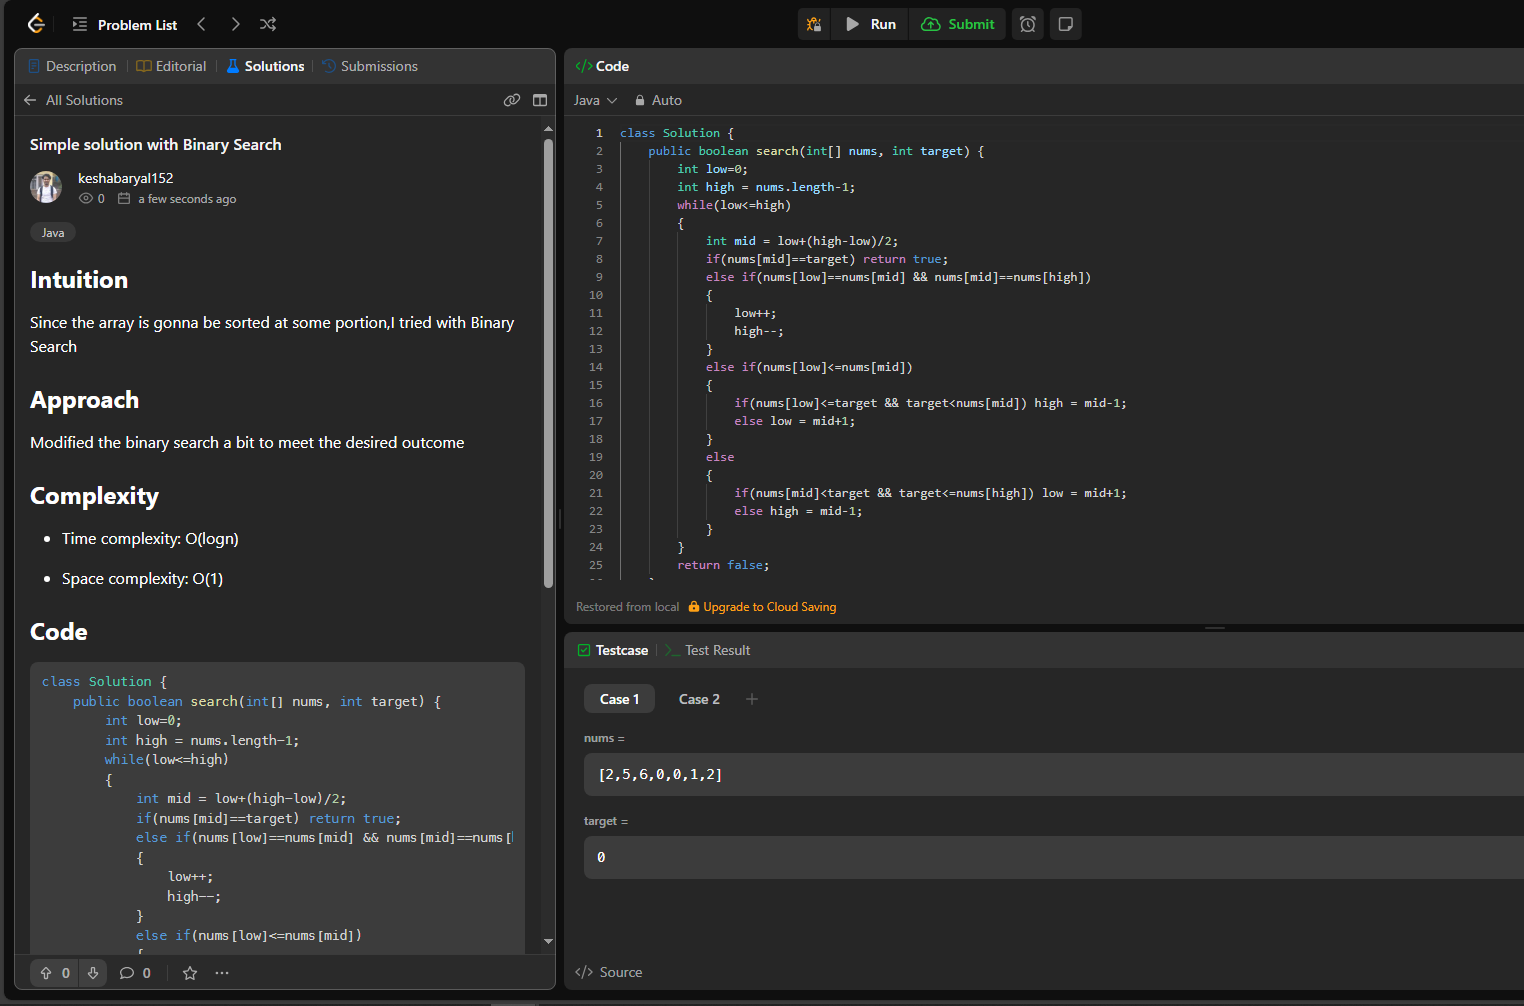 Problem List
Run
Submit
Description
Editorial
Solutions
Submissions
All Solutions
Simple solution with Binary Search
keshabaryal152
0
a few seconds ago
Java
Intuition
Since the array is gonna be sorted at some portion,I tried with Binary
Search
Approach
Modified the binary search a bit to meet the desired outcome
Complexity
Time complexity: O(logn)
Space complexity: O(1)
Code
class Solution {
public boolean search(int[] nums, int target) {
int low=0;
int high = nums.length-1;
while(low<=high)
{
int mid = low+(high-low)/2;
if(nums[mid]==target) return true;
else if(nums[low]==nums[mid] && nums[mid]==nums[
{
low++;
high--;
}
else if(nums[low]<=nums[mid])
{
0
0
</> Code
Java
Auto
1 class Solution {
2 public boolean search(int[] nums, int target) {
3 int low=0;
4 int high = nums.length-1;
5 while(low<=high)
6 {
7 int mid = low+(high-low)/2;
8 if(nums[mid]==target) return true;
9 else if(nums[low]==nums[mid] && nums[mid]==nums[high])
10 {
11 low++;
12 high--;
13 }
14 else if(nums[low]<=nums[mid])
15 {
16 if(nums[low]<=target && target<nums[mid]) high = mid-1;
17 else low = mid+1;
18 }
19 else
20 {
21 if(nums[mid]<target && target<=nums[high]) low = mid+1;
22 else high = mid-1;
23 }
24 }
25 return false;
Restored from local
Upgrade to Cloud Saving
Testcase
Test Result
Case 1
Case 2
nums =
[2,5,6,0,0,1,2]
target =
0
</> Source